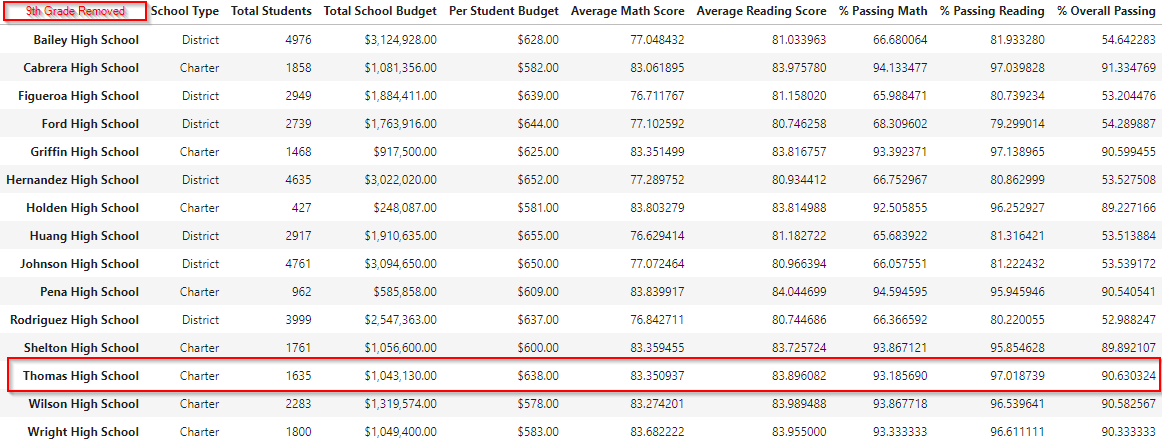 9th Grade Removed School Type Total Students Total School Budget Per Student Budget Average Math Score Average Reading Score % Passing Math % Passing Reading % Overall Passing
Bailey High School District 4976 $3,124,928.00 $628.00 77.048432 81.033963 66.680064 81.933280 54.642283
Cabrera High School Charter 1858 $1,081,356.00 $582.00 83.061895 83.975780 94.133477 97.039828 91.334769
Figueroa High School District 2949 $1,884,411.00 $639.00 76.711767 81.158020 65.988471 80.739234 53.204476
Ford High School District 2739 $1,763,916.00 $644.00 77.102592 80.746258 68.309602 79.299014 54.289887
Griffin High School Charter 1468 $917,500.00 $625.00 83.351499 83.816757 93.392371 97.138965 90.599455
Hernandez High School District 4635 $3,022,020.00 $652.00 77.289752 80.934412 66.752967 80.862999 53.527508
Holden High School Charter 427 $248,087.00 $581.00 83.803279 83.814988 92.505855 96.252927 89.227166
Huang High School District 2917 $1,910,635.00 $655.00 76.629414 81.182722 65.683922 81.316421 53.513884
Johnson High School District 4761 $3,094,650.00 $650.00 77.072464 80.966394 66.057551 81.222432 53.539172
Pena High School Charter 962 $585,858.00 $609.00 83.839917 84.044699 94.594595 95.945946 90.540541
Rodriguez High School District 3999 $2,547,363.00 $637.00 76.842711 80.744686 66.366592 80.220055 52.988247
Shelton High School Charter 1761 $1,056,600.00 $600.00 83.359455 83.725724 93.867121 95.854628 89.892107
Thomas High School Charter 1635 $1,043,130.00 $638.00 83.350937 83.896082 93.185690 97.018739 90.630324
Wilson High School Charter 2283 $1,319,574.00 $578.00 83.274201 83.989488 93.867718 96.539641 90.582567
Wright High School Charter 1800 $1,049,400.00 $583.00 83.682222 83.955000 93.333333 96.611111 90.333333